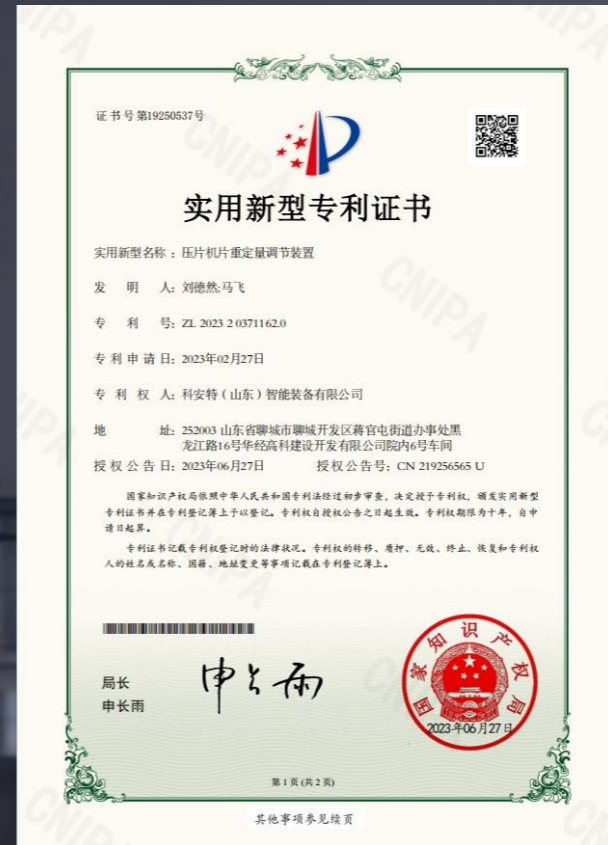 证书号第19250537号
实用新型专利证书
实用新型名称：压片机片重定量调节装置
发 明 人：刘德然;马飞
专 利 号：ZL 2023 2 0371162.0
专利申请日：2023年02月27日
专 利 权 人：科安特（山东）智能装备有限公司
地 址：252003 山东省聊城市聊城开发区蒋官屯街道办事处黑
龙江路16号华经高科建设开发有限公司院内6号车间
授权公告日：2023年06月27日 授权公告号：CN 219256565 U
国家知识产权局依照中华人民共和国专利法经过初步审查，决定授予专利权，颁发实用新型
专利证书并在专利登记簿上予以登记。专利权自授权公告之日起生效。专利权期限为十年，自申
请日起算。
专利证书记载专利权登记时的法律状况。专利权的转移、质押、无效、终止、恢复和专利权
人的姓名或名称、国籍、地址变更等事项记载在专利登记簿上。
局长
申长雨
申长雨
国家知识产权局
2023年06月27日
第 1 页 (共 2 页)
其他事项参见续页
CNIPA
CNIPA
CNIPA
CNIPA